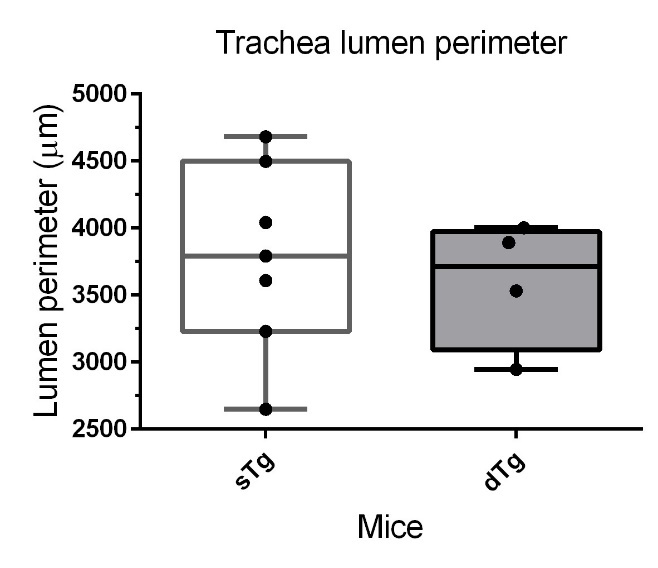 Trachea lumen perimeter
Lumen perimeter (μm)
5000
4500
4000
3500
3000
2500
sTg
dTg
Mice